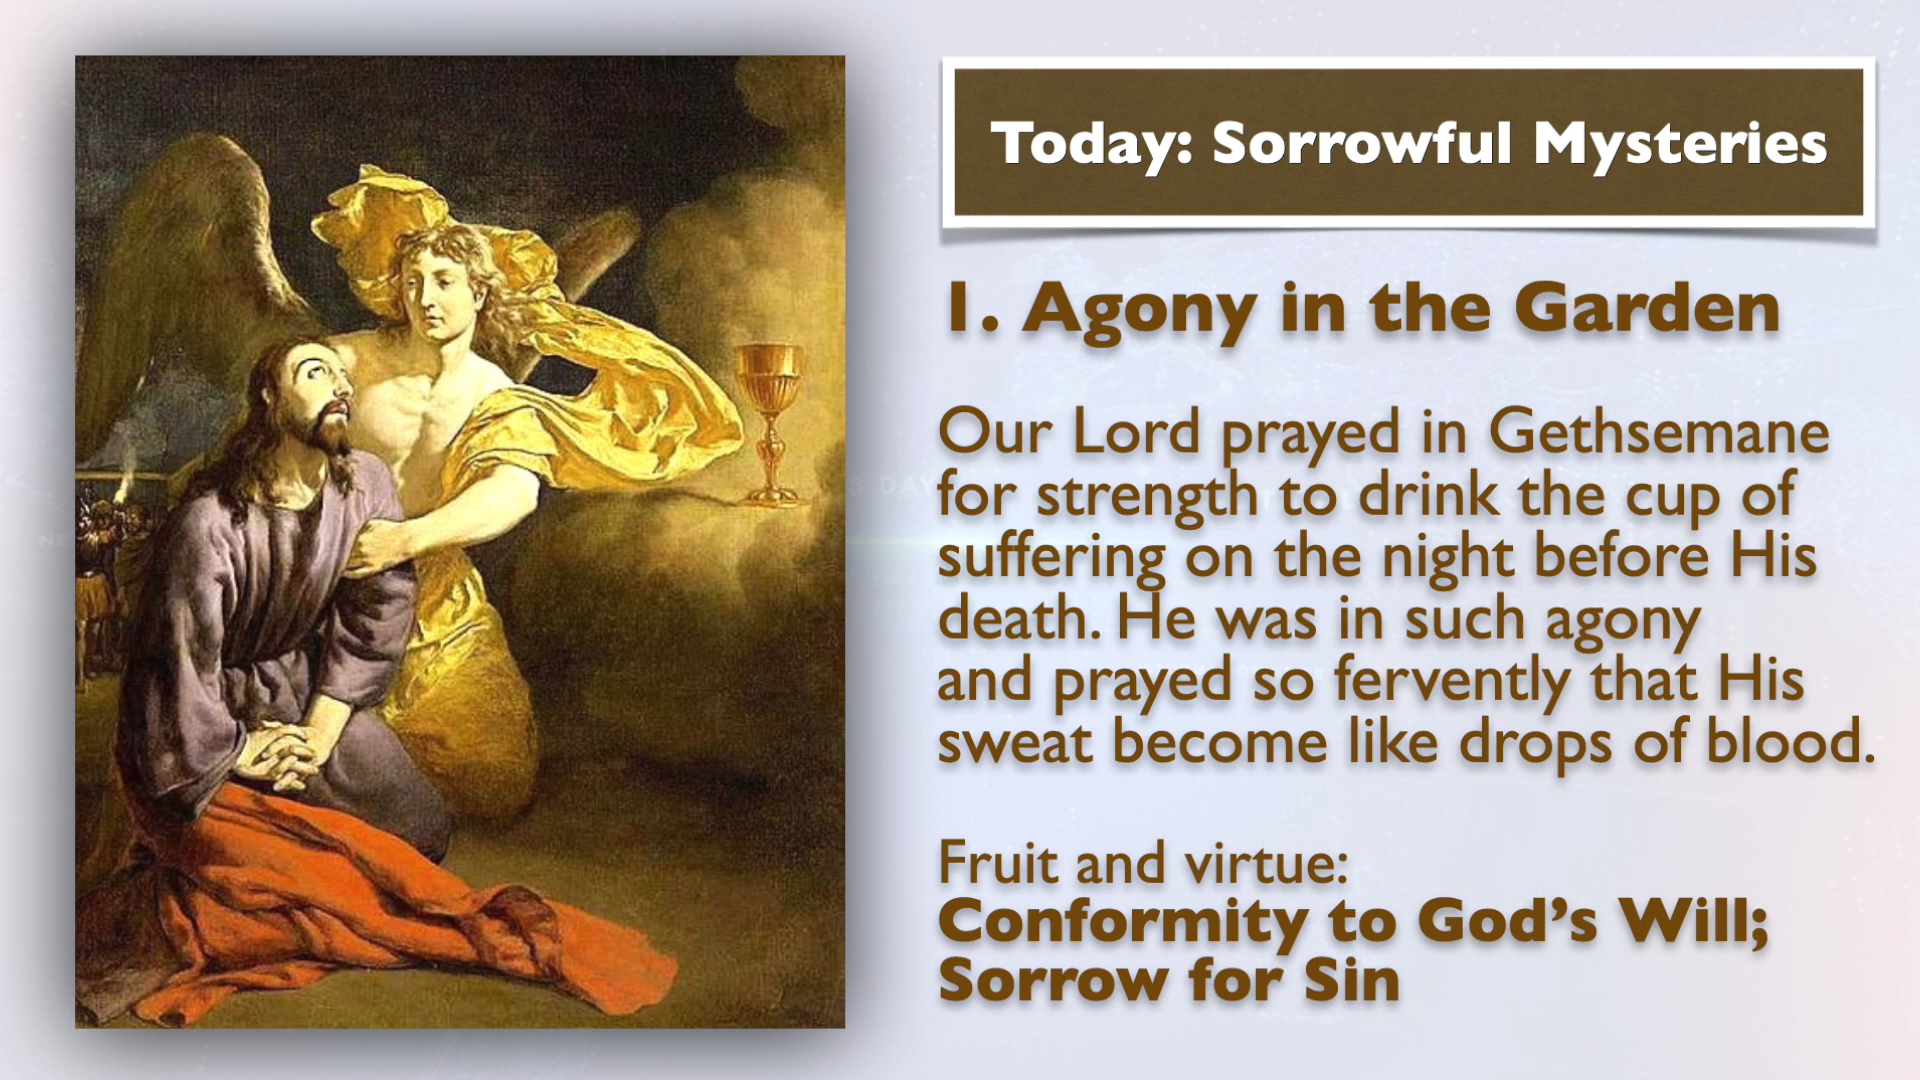 Today: Sorrowful Mysteries
1. Agony in the Garden
Our Lord prayed in Gethsemane
for strength to drink the cup of
suffering on the night before His
death. He was in such agony
and prayed so fervently that His
sweat become like drops of blood.
Fruit and virtue:
Conformity to God’s Will;
Sorrow for Sin